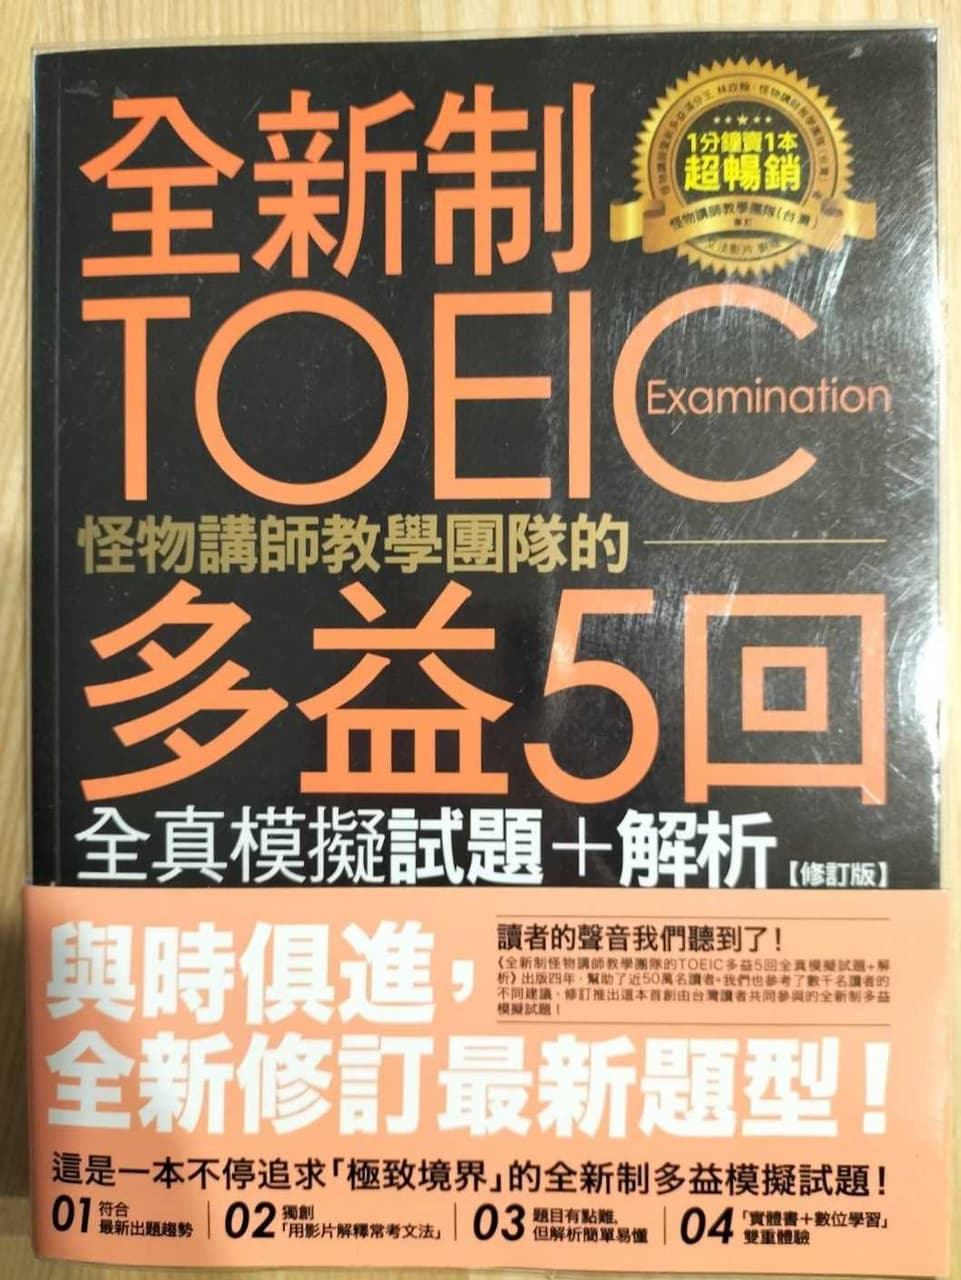 全新制
1分鐘賣1本
超暢銷
怪物講師教學團隊(台灣)
TOEIC
Examination
怪物講師教學團隊的
多益5回
全真模擬試題+解析【修訂版】
與時俱進,
全新修訂最新題型!
讀者的聲音我們聽到了!
《全新制怪物講師教學團隊的TOEIC多益5回全真模擬試題+解
析》出版四年,幫助了近50萬名讀者。我們也參考了數千名讀者的
不同建議,修訂推出這本首創由台灣讀者共同參與的全新制多益
模擬試題!
這是一本不停追求「極致境界」的全新制多益模擬試題!
01 符合
最新出題趨勢
02 獨創
「用影片解釋常考文法」
03 題目有點難,
但解析簡單易懂
04 「實體書+數位學習」
雙重體驗